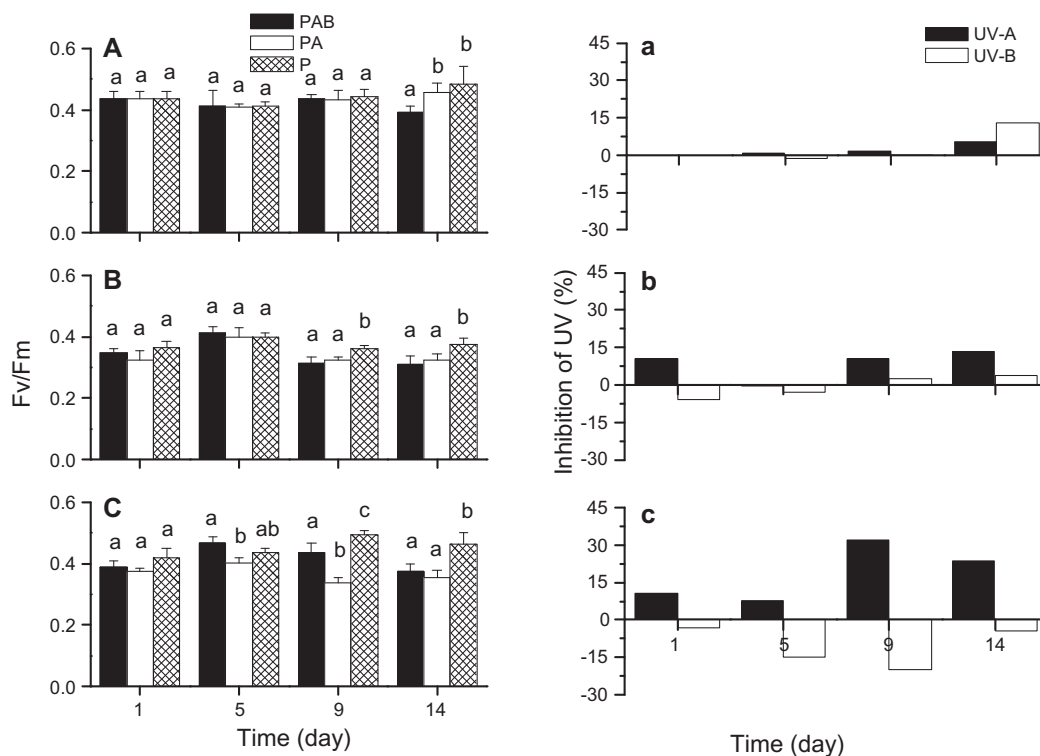 PAB
PA
P
A
0.6
0.4
0.2
0.0
a a a a a a a a a a b b
B
0.6
0.4
0.2
0.0
a a a a a a a a b a a b
C
0.6
0.4
0.2
0.0
a a a a b ab a b c a a b
1 5 9 14
Time (day)
Fv/Fm
UV-A
UV-B
a
45
30
15
0
-15
-30
b
45
30
15
0
-15
-30
c
45
30
15
0
-15
-30
1 5 9 14
Time (day)
Inhibition of UV (%)